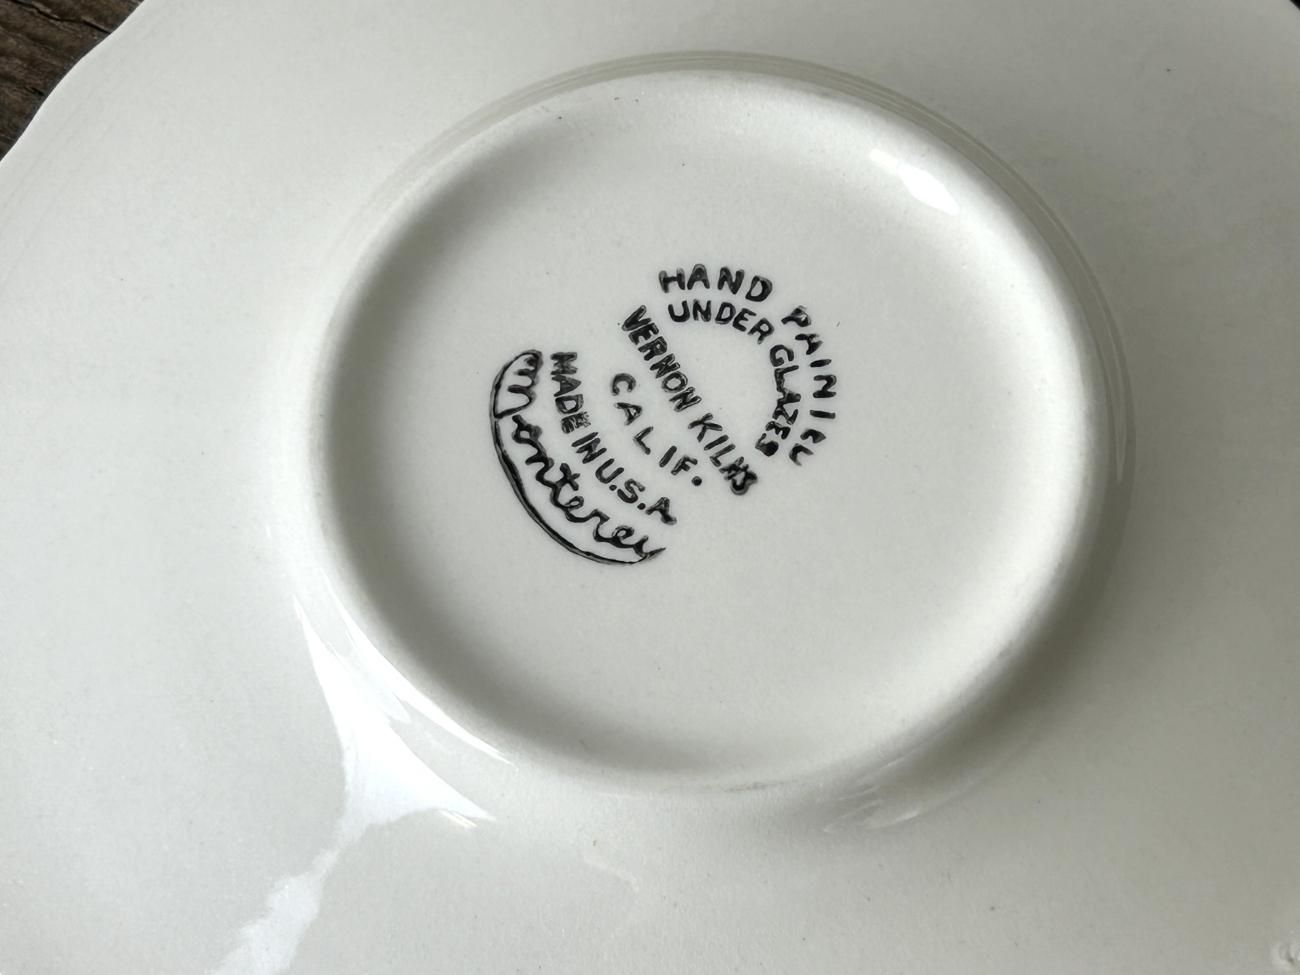 HAND PAINTED
UNDER GLAZE
VERNON KILNS
CALIF.
MADE IN U.S.A
Monterey